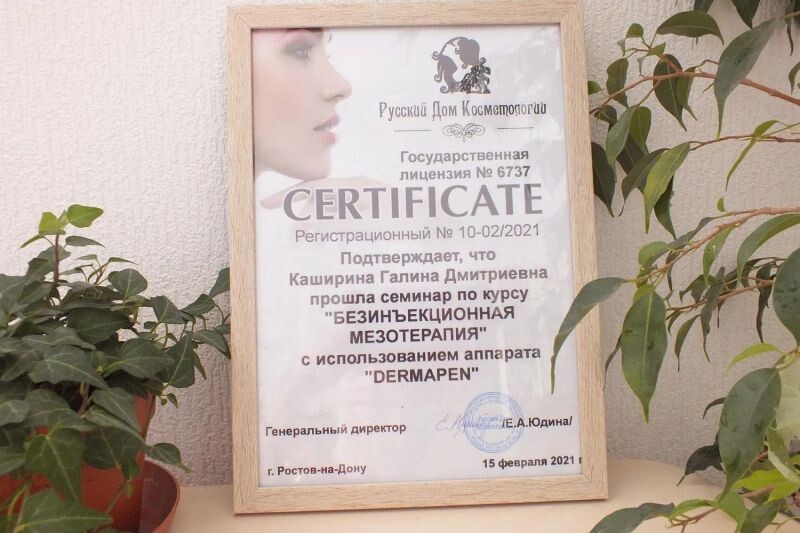 Русский Дом Косметологии
Государственная
лицензия № 6737
CERTIFICATE
Регистрационный № 10-02/2021
Подтверждает, что
Каширина Галина Дмитриевна
прошла семинар по курсу
"БЕЗИНЪЕКЦИОННАЯ
МЕЗОТЕРАПИЯ"
с использованием аппарата
"DERMAPEN"
Генеральный директор /Е.А.Юдина/
г. Ростов-на-Дону 15 февраля 2021 г